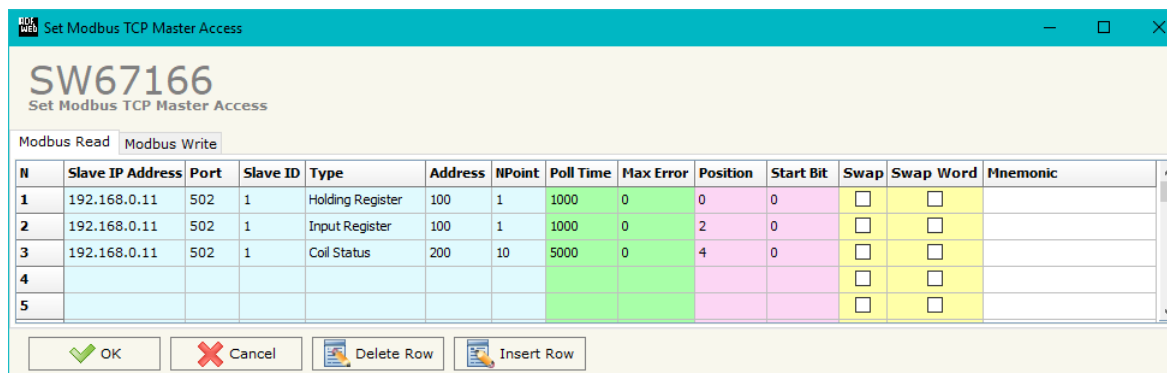 ADF WEB Set Modbus TCP Master Access
SW67166
Set Modbus TCP Master Access
Modbus Read Modbus Write
N Slave IP Address Port Slave ID Type Address NPoint Poll Time Max Error Position Start Bit Swap Swap Word Mnemonic
1 192.168.0.11 502 1 Holding Register 100 1 1000 0 0 0
2 192.168.0.11 502 1 Input Register 100 1 1000 0 2 0
3 192.168.0.11 502 1 Coil Status 200 10 5000 0 4 0
4
5
OK Cancel Delete Row Insert Row